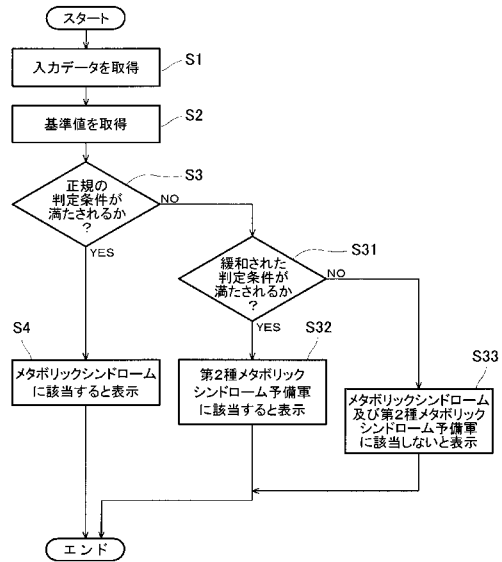 スタート
入力データを取得
S1
基準値を取得
S2
正規の
判定条件が
満たされるか
?
S3
NO
YES
緩和された
判定条件が
満たされるか
?
S31
NO
YES
S4
メタボリックシンドローム
に該当すると表示
S32
第2種メタボリック
シンドローム予備軍
に該当すると表示
S33
メタボリックシンドローム
及び第2種メタボリック
シンドローム予備軍
に該当しないと表示
エンド